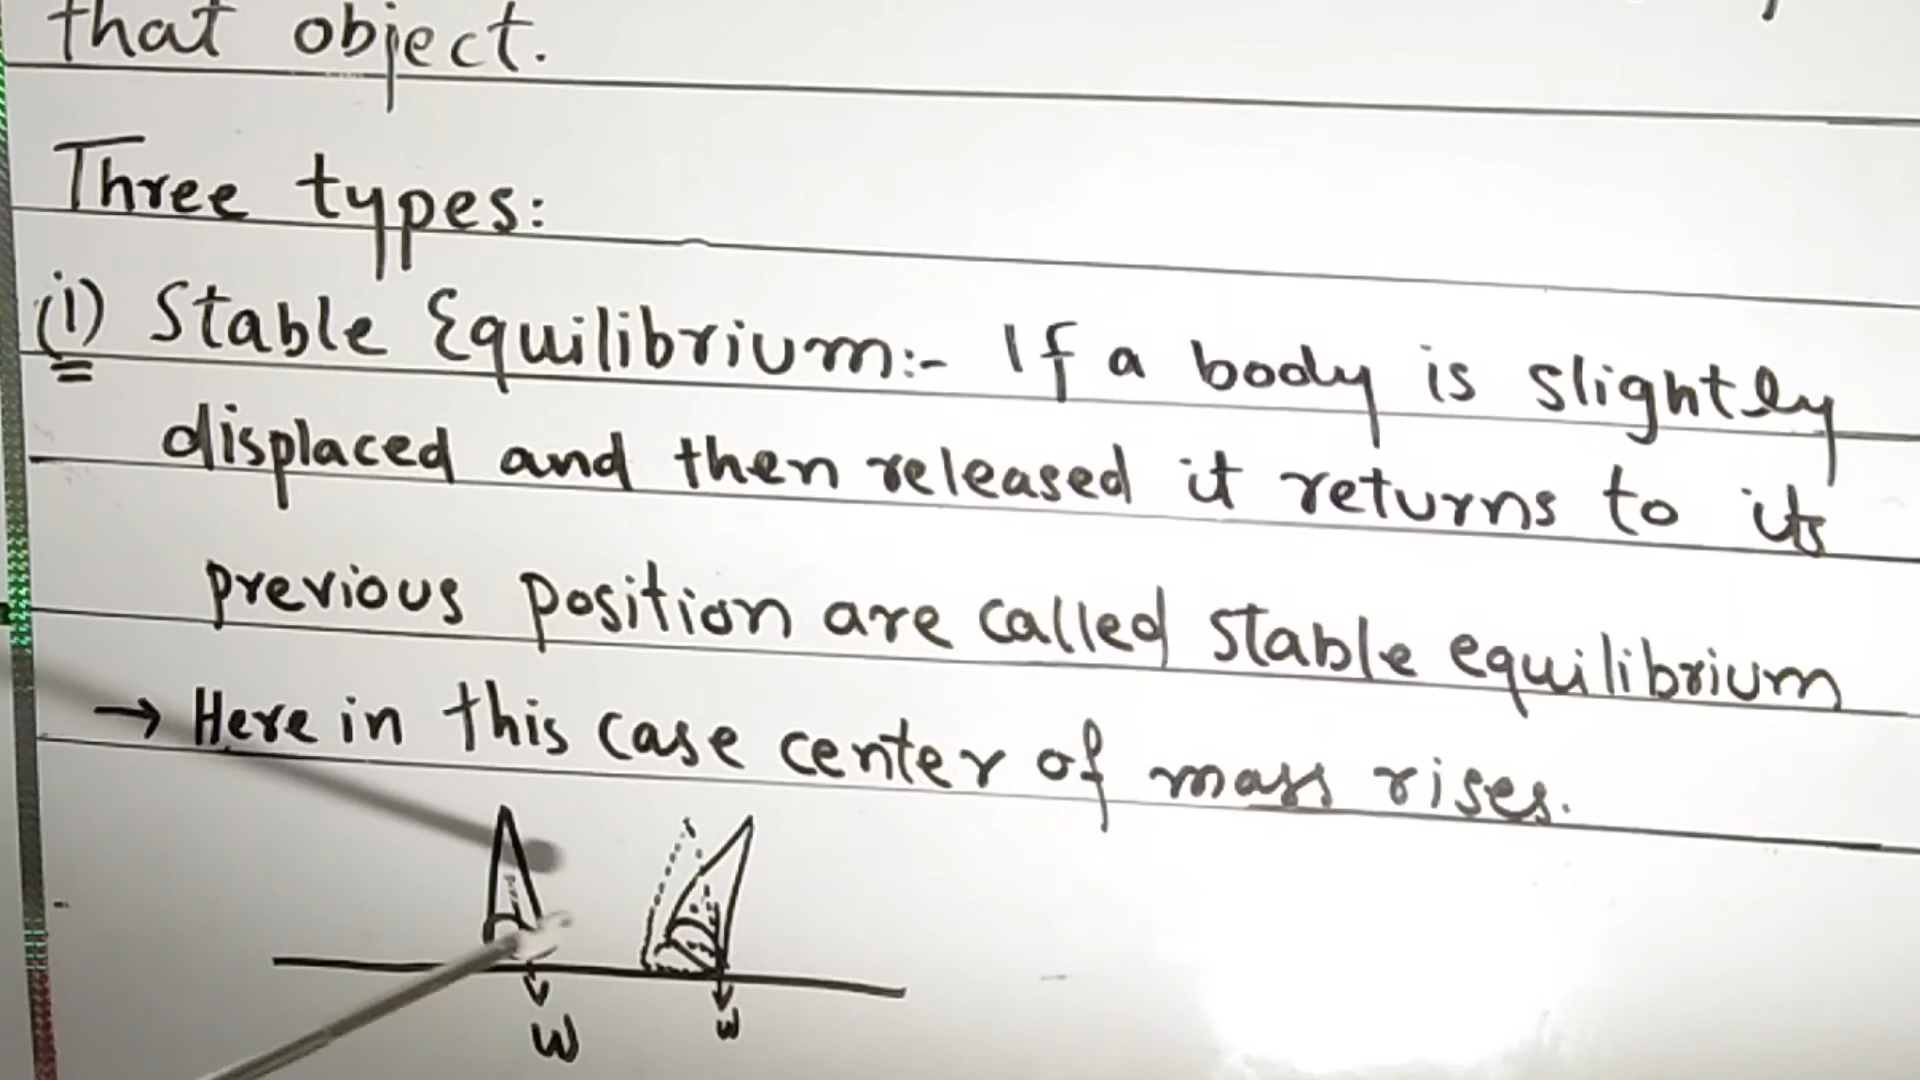 that object.
Three types:
(i) Stable Equilibrium:- If a body is slightly
displaced and then released it returns to its
previous position are called stable equilibrium
→ Here in this case center of mass rises.
W
W